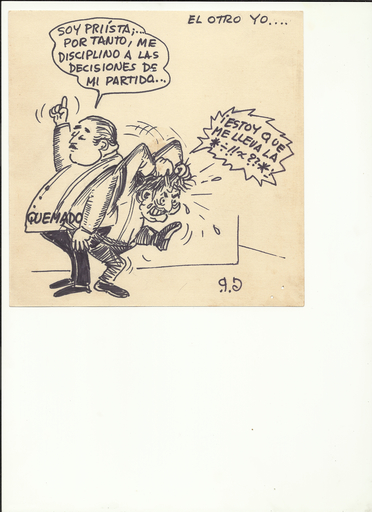 EL OTRO YO....
SOY PRIÍSTA;...
POR TANTO, ME
DISCIPLINO A LAS
DECISIONES DE
MI PARTIDO...
¡ESTOY QUE
ME LLEVA LA
QUEMADO